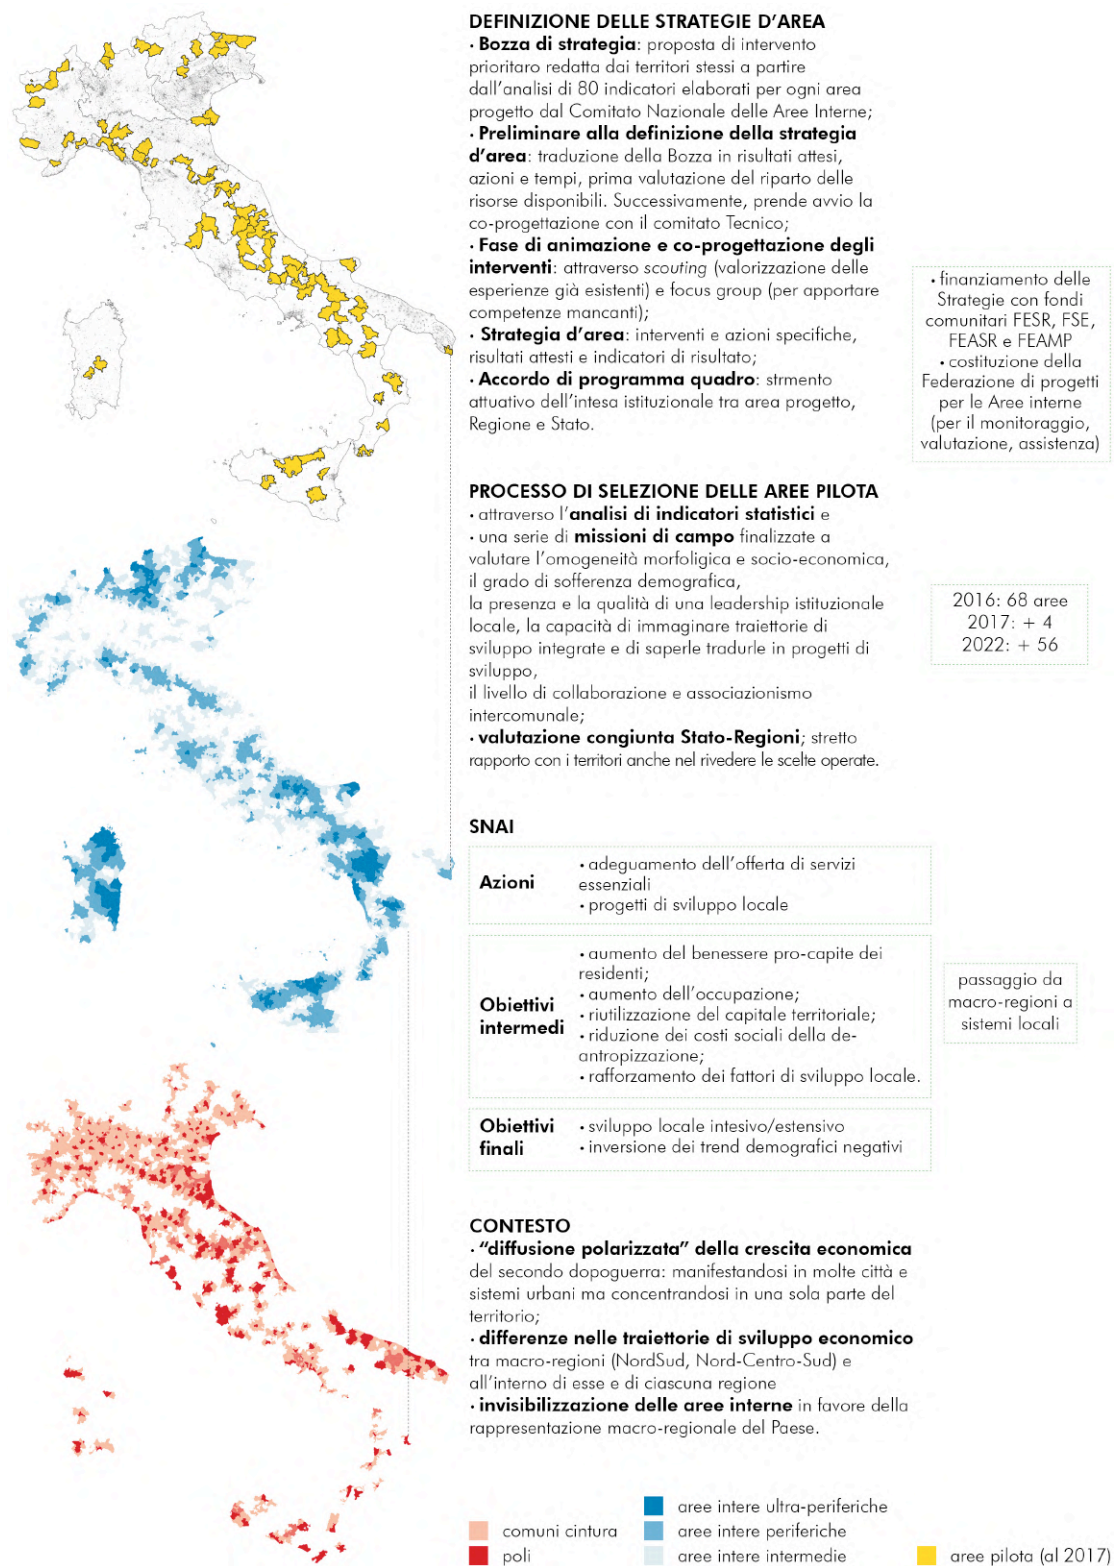 DEFINIZIONE DELLE STRATEGIE D'AREA
• Bozza di strategia: proposta di intervento
prioritaro redatta dai territori stessi a partire
dall'analisi di 80 indicatori elaborati per ogni area
progetto dal Comitato Nazionale delle Aree Interne;
• Preliminare alla definizione della strategia
d'area: traduzione della Bozza in risultati attesi,
azioni e tempi, prima valutazione del riparto delle
risorse disponibili. Successivamente, prende avvio la
co-progettazione con il comitato Tecnico;
• Fase di animazione e co-progettazione degli
interventi: attraverso scouting (valorizzazione delle
esperienze già esistenti) e focus group (per apportare
competenze mancanti);
• Strategia d'area: interventi e azioni specifiche,
risultati attesi e indicatori di risultato;
• Accordo di programma quadro: strmento
attuativo dell'intesa istituzionale tra area progetto,
Regione e Stato.
• finanziamento delle
Strategie con fondi
comunitari FESR, FSE,
FEASR e FEAMP
• costituzione della
Federazione di progetti
per le Aree interne
(per il monitoraggio,
valutazione, assistenza)
PROCESSO DI SELEZIONE DELLE AREE PILOTA
• attraverso l'analisi di indicatori statistici e
• una serie di missioni di campo finalizzate a
valutare l'omogeneità morfoligica e socio-economica,
il grado di sofferenza demografica,
la presenza e la qualità di una leadership istituzionale
locale, la capacità di immaginare traiettorie di
sviluppo integrate e di saperle tradurle in progetti di
sviluppo,
il livello di collaborazione e associazionismo
intercomunale;
• valutazione congiunta Stato-Regioni; stretto
rapporto con i territori anche nel rivedere le scelte operate.
2016: 68 aree
2017: + 4
2022: + 56
SNAI
Azioni
• adeguamento dell'offerta di servizi
essenziali
• progetti di sviluppo locale
Obiettivi
intermedi
• aumento del benessere pro-capite dei
residenti;
• aumento dell'occupazione;
• riutilizzazione del capitale territoriale;
• riduzione dei costi sociali della de-
antropizzazione;
• rafforzamento dei fattori di sviluppo locale.
passaggio da
macro-regioni a
sistemi locali
Obiettivi
finali
• sviluppo locale intesivo/estensivo
• inversione dei trend demografici negativi
CONTESTO
• "diffusione polarizzata" della crescita economica
del secondo dopoguerra: manifestandosi in molte città e
sistemi urbani ma concentrandosi in una sola parte del
territorio;
• differenze nelle traiettorie di sviluppo economico
tra macro-regioni (NordSud, Nord-Centro-Sud) e
all'interno di esse e di ciascuna regione
• invisibilizzazione delle aree interne in favore della
rappresentazione macro-regionale del Paese.
comuni cintura
poli
aree intere ultra-periferiche
aree intere periferiche
aree intere intermedie
aree pilota (al 2017)